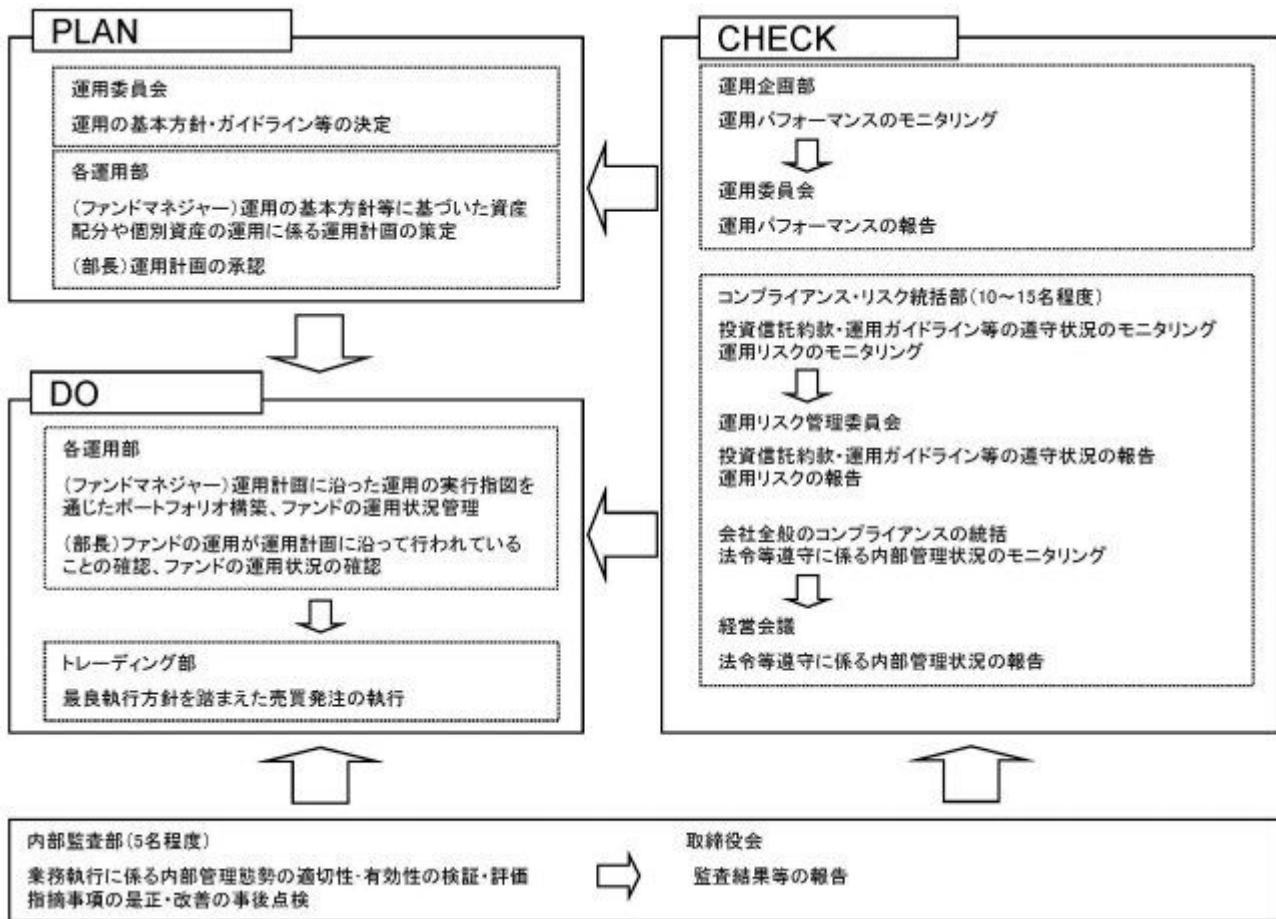 PLAN
運用委員会
運用の基本方針・ガイドライン等の決定
各運用部
(ファンドマネジャー)運用の基本方針等に基づいた資産
配分や個別資産の運用に係る運用計画の策定
(部長)運用計画の承認
DO
各運用部
(ファンドマネジャー)運用計画に沿った運用の実行指図を
通じたポートフォリオ構築、ファンドの運用状況管理
(部長)ファンドの運用が運用計画に沿って行われている
ことの確認、ファンドの運用状況の確認
トレーディング部
最良執行方針を踏まえた売買発注の執行
CHECK
運用企画部
運用パフォーマンスのモニタリング
運用委員会
運用パフォーマンスの報告
コンプライアンス・リスク統括部(10～15名程度)
投資信託約款・運用ガイドライン等の遵守状況のモニタリング
運用リスクのモニタリング
運用リスク管理委員会
投資信託約款・運用ガイドライン等の遵守状況の報告
運用リスクの報告
会社全般のコンプライアンスの統括
法令等遵守に係る内部管理状況のモニタリング
経営会議
法令等遵守に係る内部管理状況の報告
内部監査部(5名程度)
業務執行に係る内部管理態勢の適切性・有効性の検証・評価
指摘事項の是正・改善の事後点検
取締役会
監査結果等の報告